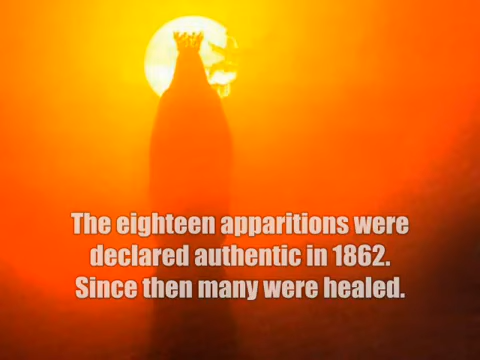 The eighteen apparitions were
declared authentic in 1862.
Since then many were healed.